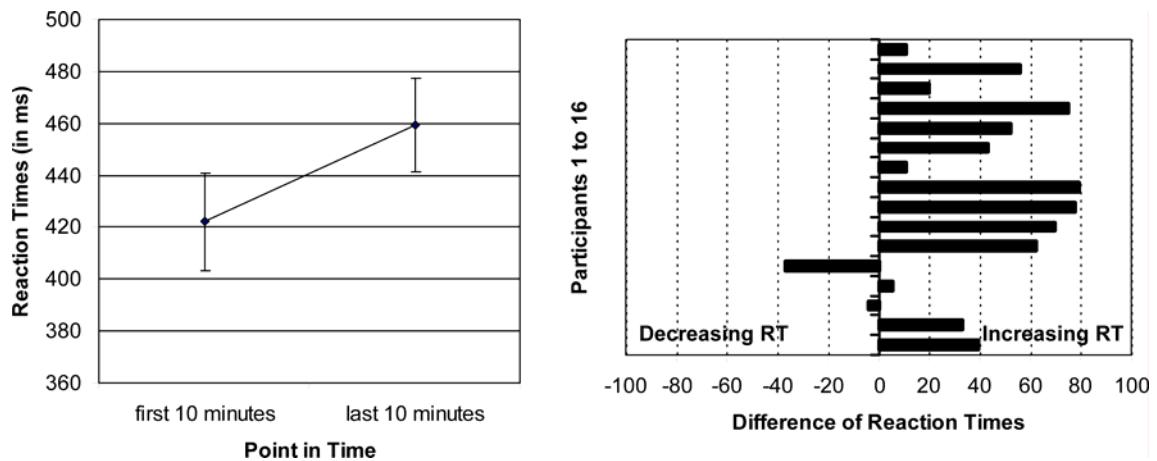 500
480
460
440
420
400
380
360
Reaction Times (in ms)
first 10 minutes last 10 minutes
Point in Time
Participants 1 to 16
Decreasing RT Increasing RT
-100 -80 -60 -40 -20 0 20 40 60 80 100
Difference of Reaction Times